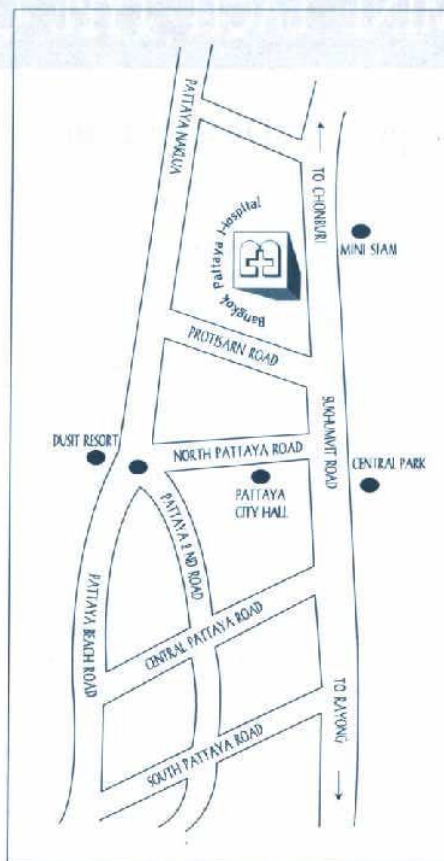 PATTAYA NAKLUA
TO CHONBURI
MINI SIAM
Bangkok Pattaya Hospital
PROTISARN ROAD
SUKHUMVIT ROAD
DUSIT RESORT
NORTH PATTAYA ROAD
CENTRAL PARK
PATTAYA
CITY HALL
PATTAYA 2 ND ROAD
PATTAYA BEACH ROAD
CENTRAL PATTAYA ROAD
TO RAYONG
SOUTH PATTAYA ROAD